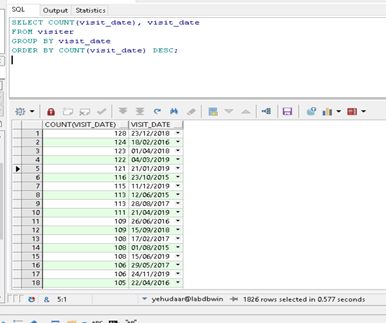 SQL Output Statistics
SELECT COUNT(visit_date), visit_date
FROM visiter
GROUP BY visit_date
ORDER BY COUNT(visit_date) DESC;
COUNT(VISIT_DATE) VISIT_DATE
1 128 23/12/2018
2 124 18/02/2016
3 123 01/04/2018
4 122 04/03/2019
5 121 21/01/2019
6 116 23/10/2015
7 115 11/12/2019
8 113 12/06/2015
9 113 28/08/2017
10 111 21/04/2019
11 109 26/06/2016
12 109 15/09/2018
13 108 17/02/2017
14 108 01/08/2015
15 108 15/06/2019
16 106 29/05/2017
17 106 24/11/2019
18 105 22/04/2016
5:1 yehudaar@labdbwin 1826 rows selected in 0.577 seconds